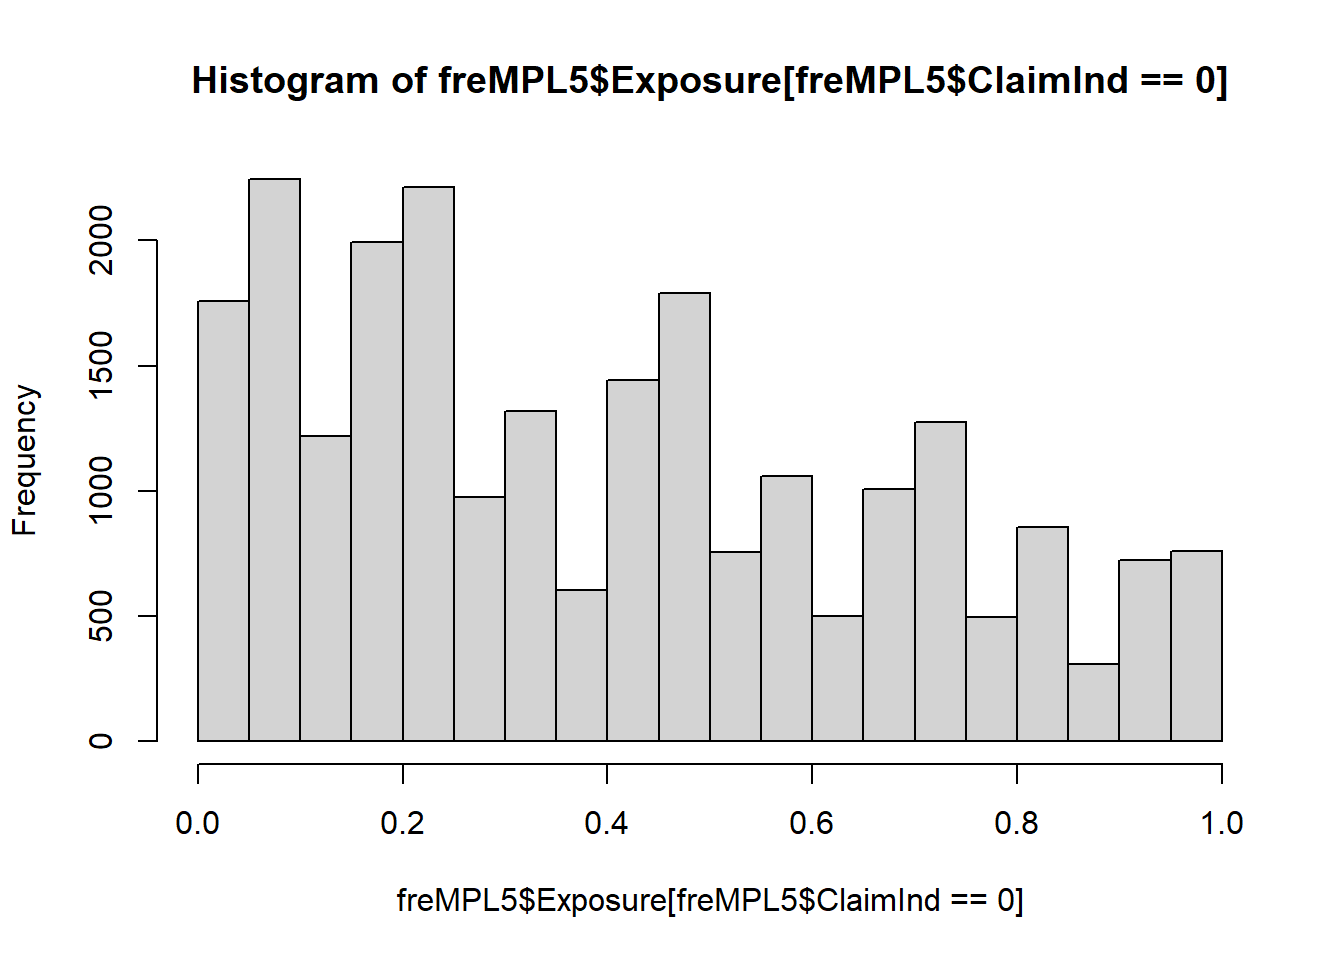 Histogram of freMPL5$Exposure[freMPL5$ClaimInd == 0]
Frequency
2000
1500
1000
500
0
0.0 0.2 0.4 0.6 0.8 1.0
freMPL5$Exposure[freMPL5$ClaimInd == 0]